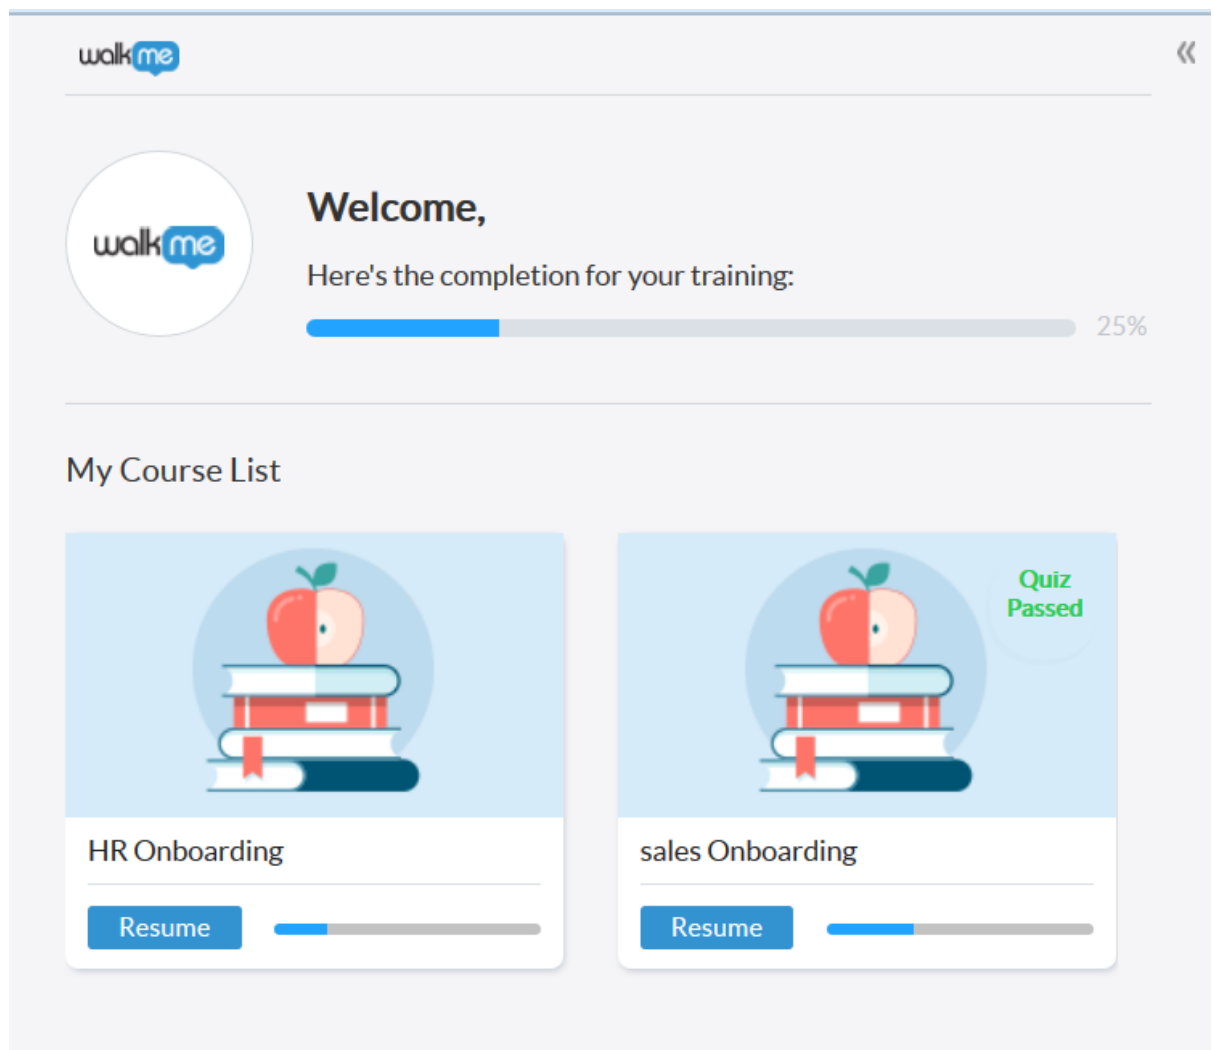 walkme
walkme
Welcome,
Here's the completion for your training:
25%
My Course List
Quiz
Passed
HR Onboarding
sales Onboarding
Resume
Resume